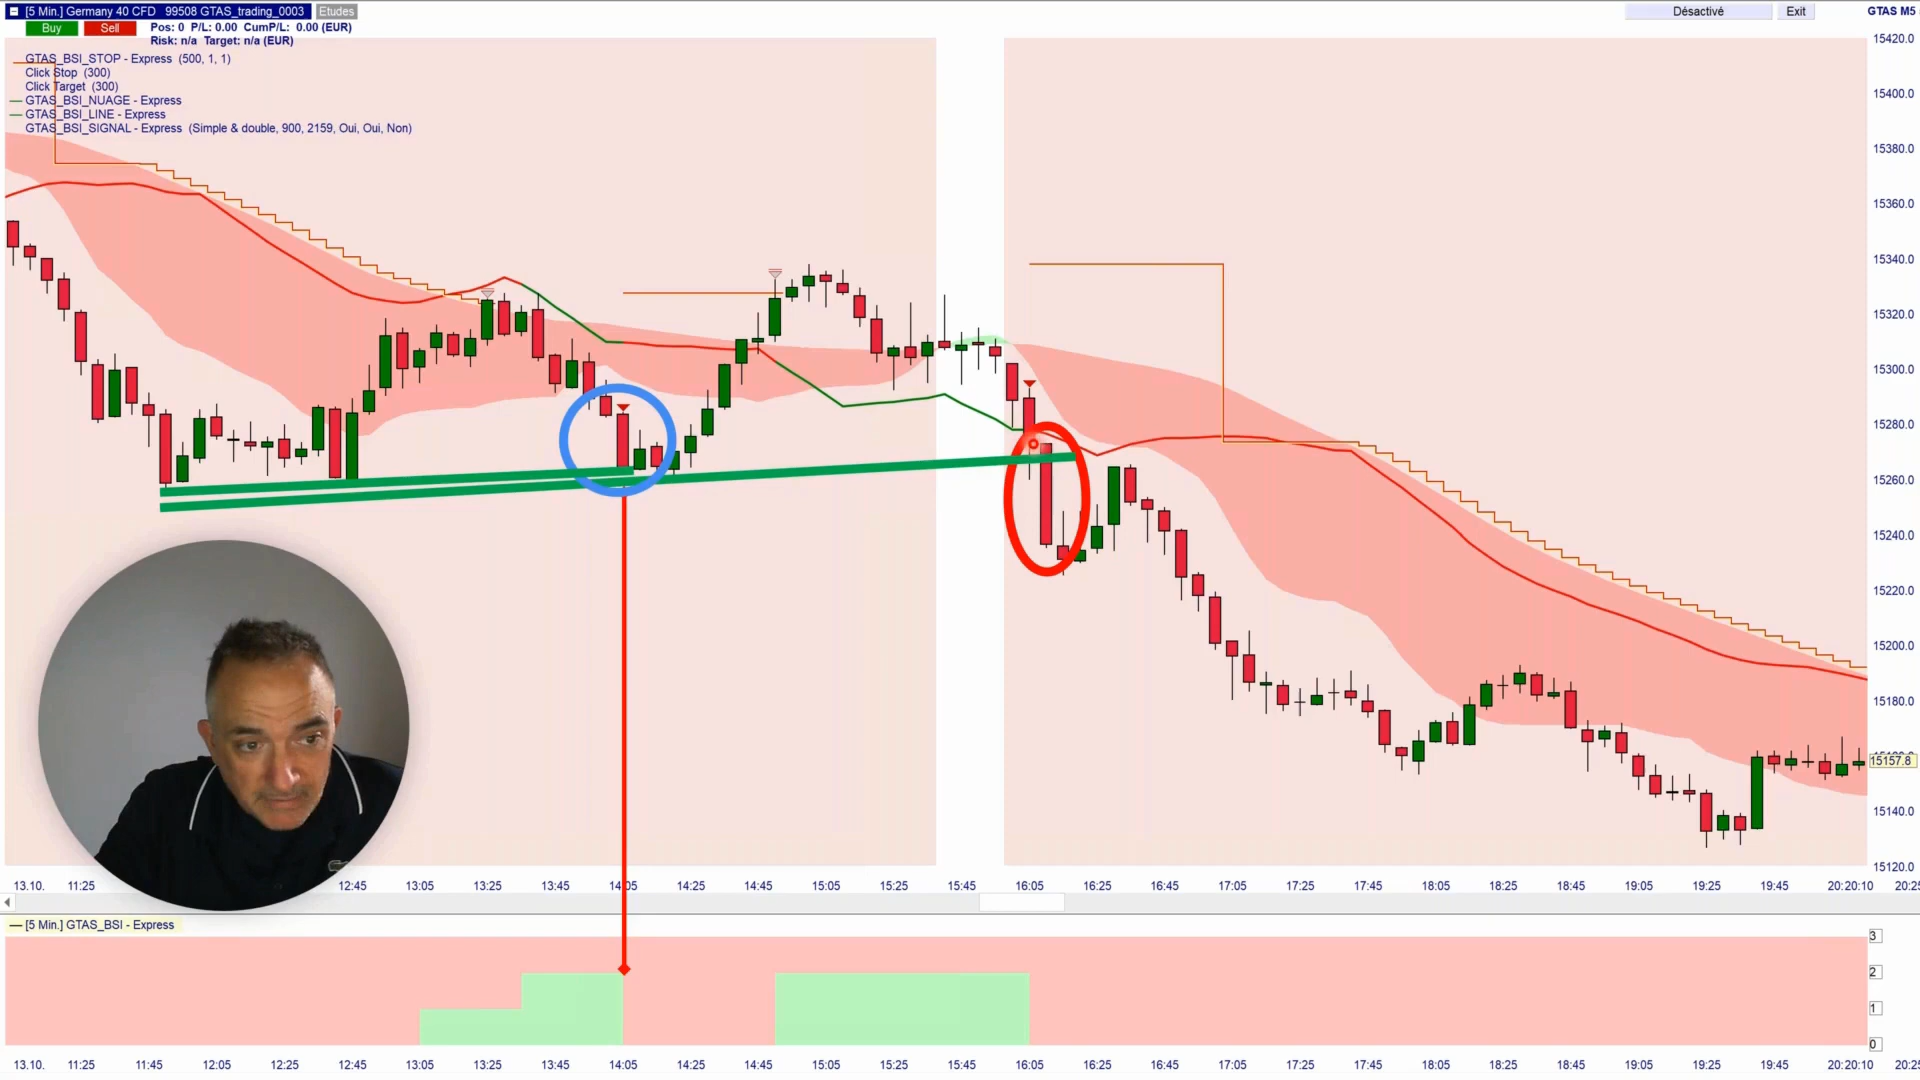 [5 Min.] Germany 40 CFD 99508 GTAS_trading_0003 Etudes
Désactivé Exit GTAS M5
Buy Sell Pos: 0 P/L: 0.00 CumP/L: 0.00 (EUR)
Risk: n/a Target: n/a (EUR)
GTAS_BSI_STOP - Express (500, 1, 1)
Click Stop (300)
Click Target (300)
GTAS_BSI_NUAGE - Express
GTAS_BSI_LINE - Express
GTAS_BSI_SIGNAL - Express (Simple & double, 900, 2159, Oui, Oui, Non)
15420.0
15400.0
15380.0
15360.0
15340.0
15320.0
15300.0
15280.0
15260.0
15240.0
15220.0
15200.0
15180.0
15157.8
15140.0
15120.0
13.10. 11:25 12:45 13:05 13:25 13:45 14:05 14:25 14:45 15:05 15:25 15:45 16:05 16:25 16:45 17:05 17:25 17:45 18:05 18:25 18:45 19:05 19:25 19:45 20:20:10 20:25
[5 Min.] GTAS_BSI - Express
3
2
1
0
13.10. 11:25 11:45 12:05 12:25 12:45 13:05 13:25 13:45 14:05 14:25 14:45 15:05 15:25 15:45 16:05 16:25 16:45 17:05 17:25 17:45 18:05 18:25 18:45 19:05 19:25 19:45 20:20:10 20:25